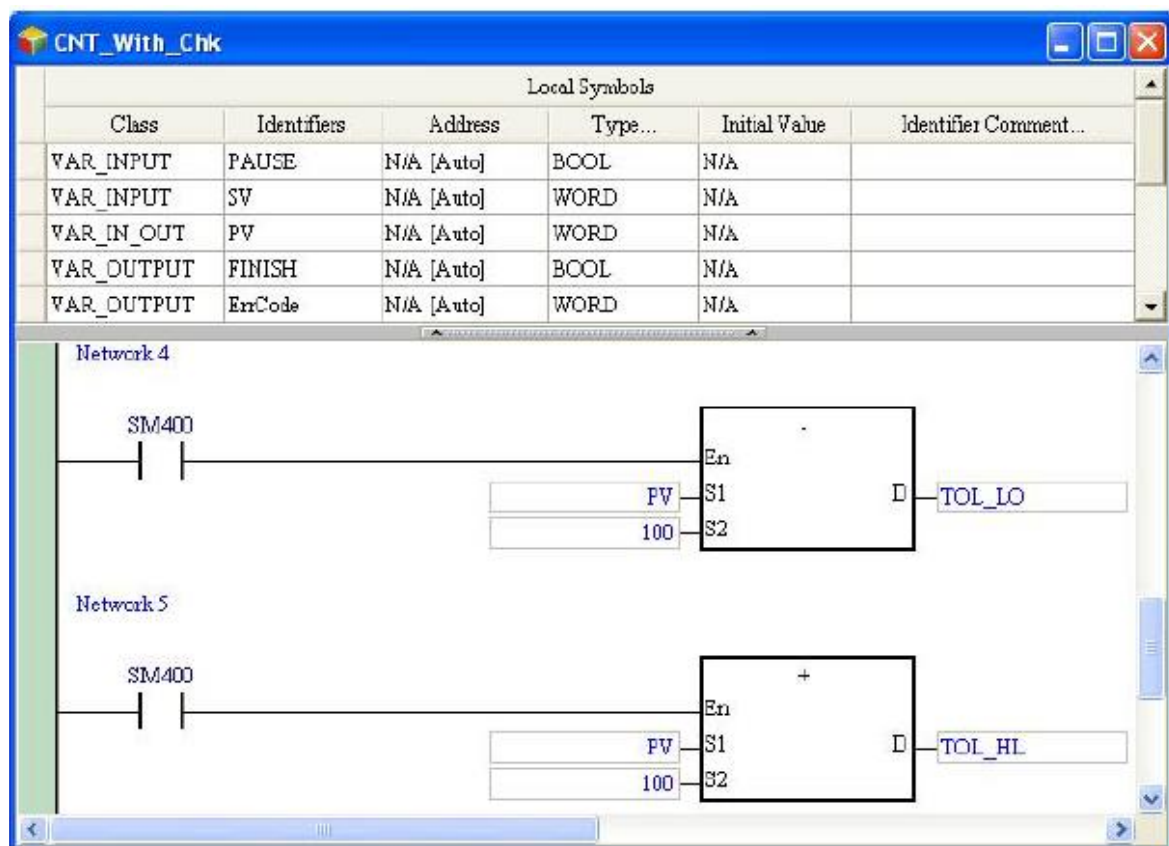 CNT_With_Chk
Local Symbols
Class Identifiers Address Type... Initial Value Identifier Comment...
VAR_INPUT PAUSE N/A [Auto] BOOL N/A
VAR_INPUT SV N/A [Auto] WORD N/A
VAR_IN_OUT PV N/A [Auto] WORD N/A
VAR_OUTPUT FINISH N/A [Auto] BOOL N/A
VAR_OUTPUT ErrCode N/A [Auto] WORD N/A
Network 4
SM400
-
En
PV S1 D TOL_LO
100 S2
Network 5
SM400
+
En
PV S1 D TOL_HL
100 S2